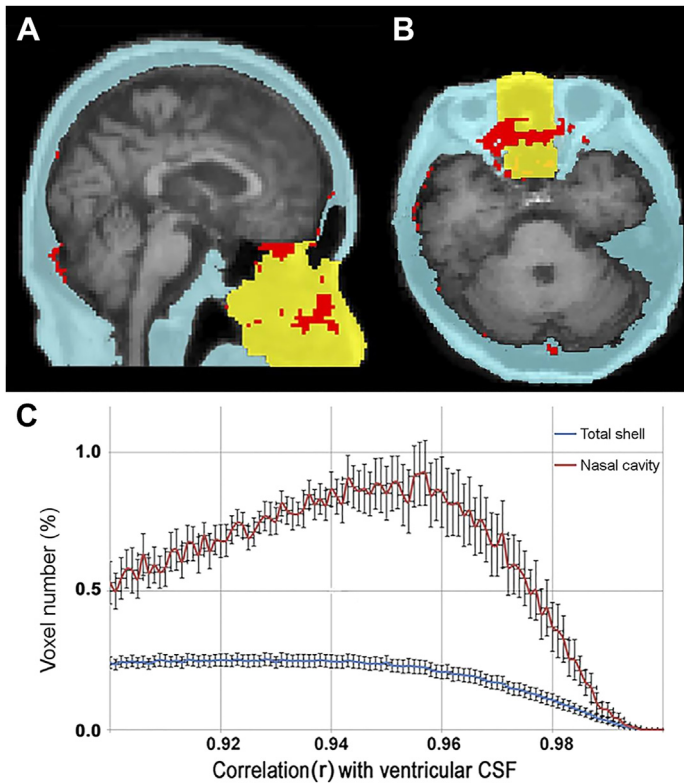 A
B
C
Total shell
Nasal cavity
1.0
0.5
0.0
Voxel number (%)
0.92
0.94
0.96
0.98
Correlation(r) with ventricular CSF